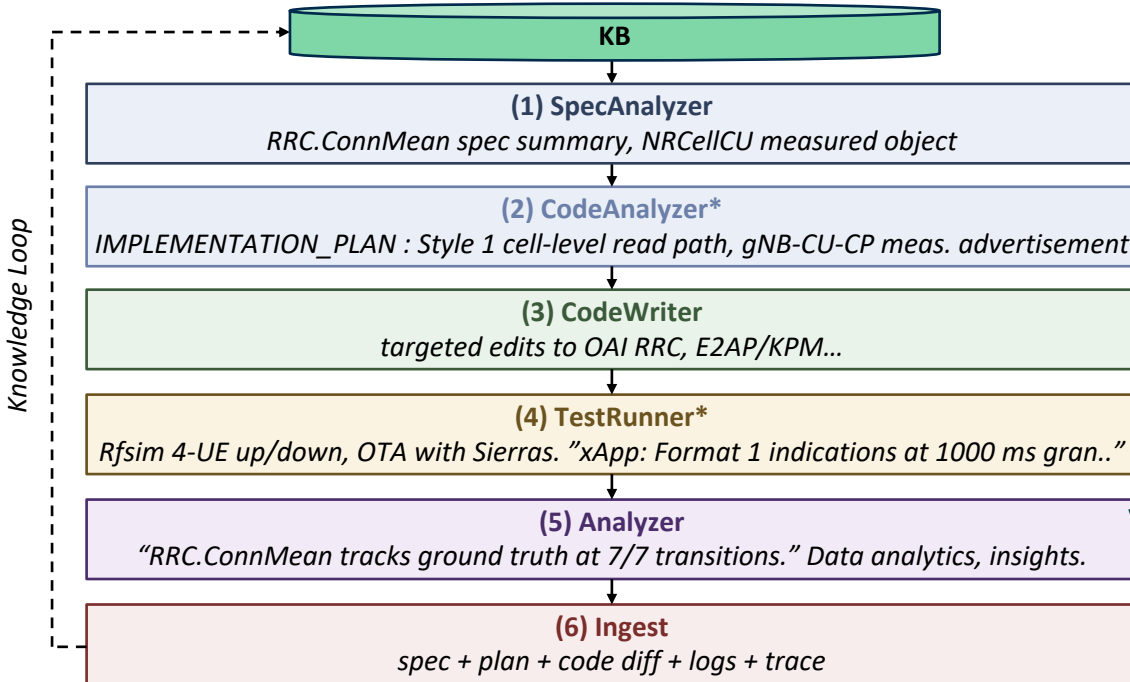 KB
(1) SpecAnalyzer
RRC.ConnMean spec summary, NRCellCU measured object
(2) CodeAnalyzer*
IMPLEMENTATION_PLAN : Style 1 cell-level read path, gNB-CU-CP meas. advertisement
(3) CodeWriter
targeted edits to OAI RRC, E2AP/KPM…
(4) TestRunner*
Rfsim 4-UE up/down, OTA with Sierras. ”xApp: Format 1 indications at 1000 ms gran..”
(5) Analyzer
“RRC.ConnMean tracks ground truth at 7/7 transitions.” Data analytics, insights.
(6) Ingest
spec + plan + code diff + logs + trace
Knowledge Loop